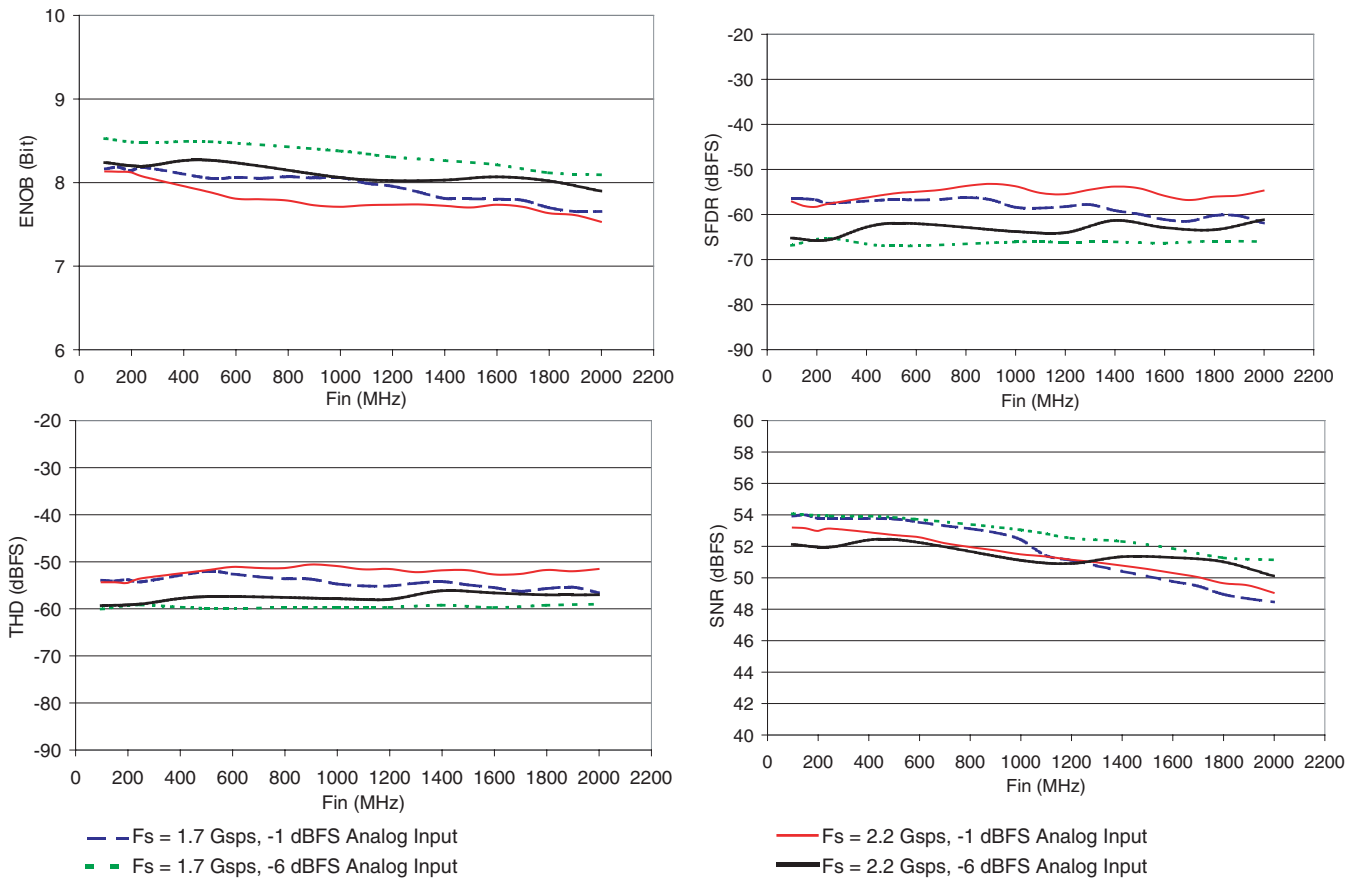 10
9
8
7
6
ENOB (Bit)
0 200 400 600 800 1000 1200 1400 1600 1800 2000 2200
Fin (MHz)
-20
-30
-40
-50
-60
-70
-80
-90
SFDR (dBFS)
0 200 400 600 800 1000 1200 1400 1600 1800 2000 2200
Fin (MHz)
-20
-30
-40
-50
-60
-70
-80
-90
THD (dBFS)
0 200 400 600 800 1000 1200 1400 1600 1800 2000 2200
Fin (MHz)
60
58
56
54
52
50
48
46
44
42
40
SNR (dBFS)
0 200 400 600 800 1000 1200 1400 1600 1800 2000 2200
Fin (MHz)
Fs = 1.7 Gsps, -1 dBFS Analog Input
Fs = 1.7 Gsps, -6 dBFS Analog Input
Fs = 2.2 Gsps, -1 dBFS Analog Input
Fs = 2.2 Gsps, -6 dBFS Analog Input